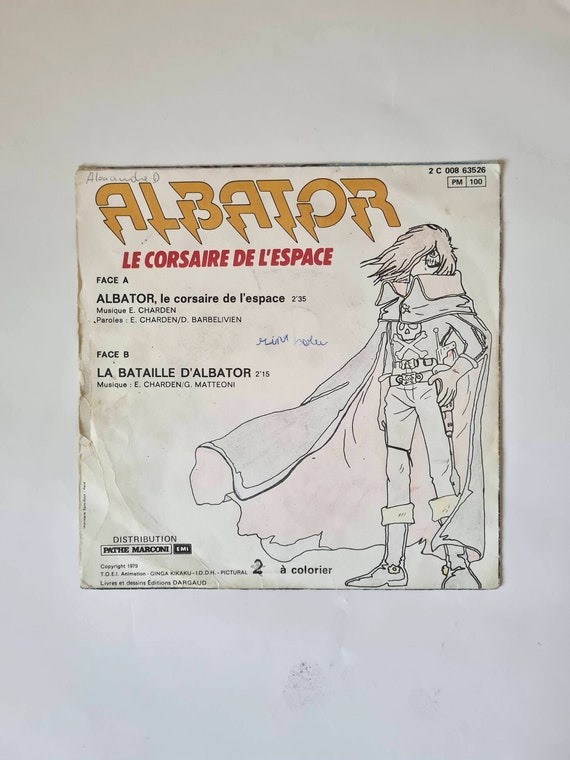 Alexandre D
2 C 008 63526
PM 100
ALBATOR
LE CORSAIRE DE L'ESPACE
FACE A
ALBATOR, le corsaire de l'espace 2'35
Musique E. CHARDEN
Paroles : E. CHARDEN/D. BARBELIVIEN
FACE B
LA BATAILLE D'ALBATOR 2'15
Musique : E. CHARDEN/G. MATTEONI
DISTRIBUTION
PATHE MARCONI EMI
Copyright 1979
T.O.E.I. Animation - GINGA KIKAKU - I.D.D.H. - PICTURAL
2 à colorier
Livres et dessins Éditions DARGAUD